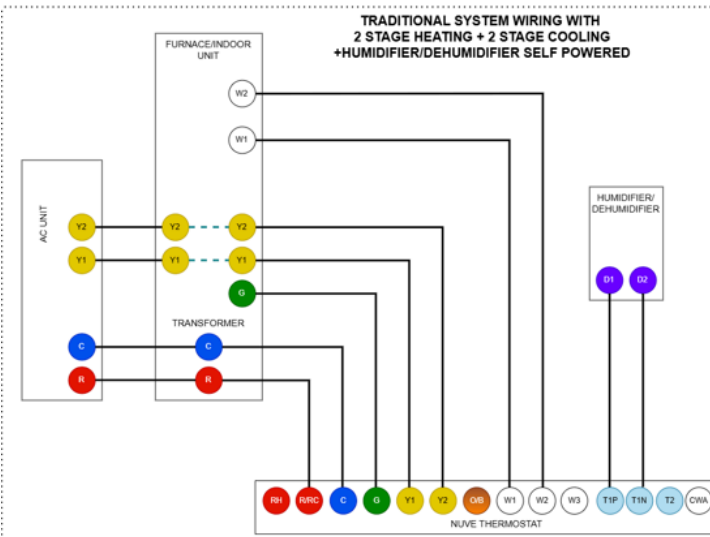 TRADITIONAL SYSTEM WIRING WITH
2 STAGE HEATING + 2 STAGE COOLING
+HUMIDIFIER/DEHUMIDIFIER SELF POWERED
FURNACE/INDOOR
UNIT
W2
W1
AC UNIT
Y2
Y2
Y2
Y1
Y1
Y1
G
TRANSFORMER
C
C
R
R
HUMIDIFIER/
DEHUMIDIFIER
D1
D2
RH
R/RC
C
G
Y1
Y2
O/B
W1
W2
W3
T1P
T1N
T2
CWA
NUVE THERMOSTAT